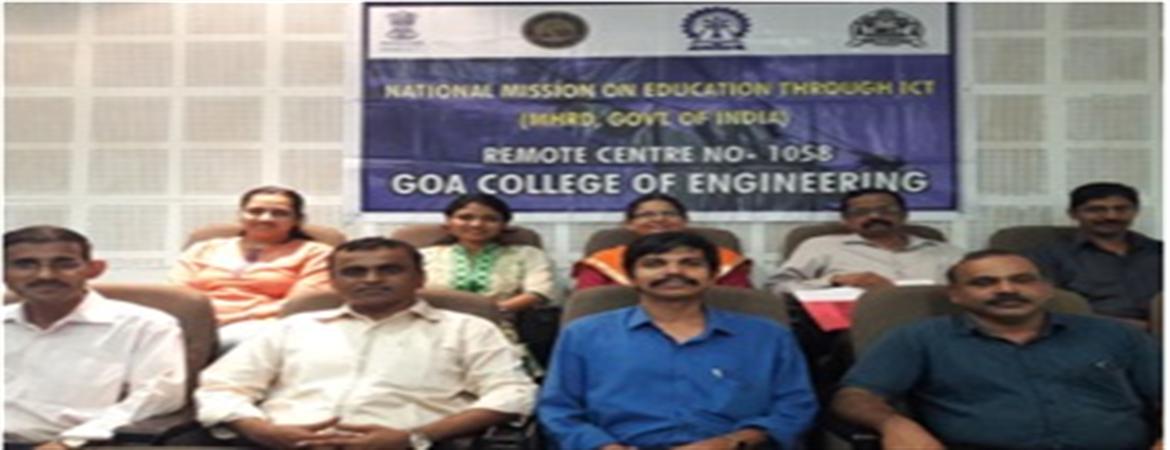 NATIONAL MISSION ON EDUCATION THROUGH ICT
(MHRD, GOVT. OF INDIA)
REMOTE CENTRE NO- 1058
GOA COLLEGE OF ENGINEERING